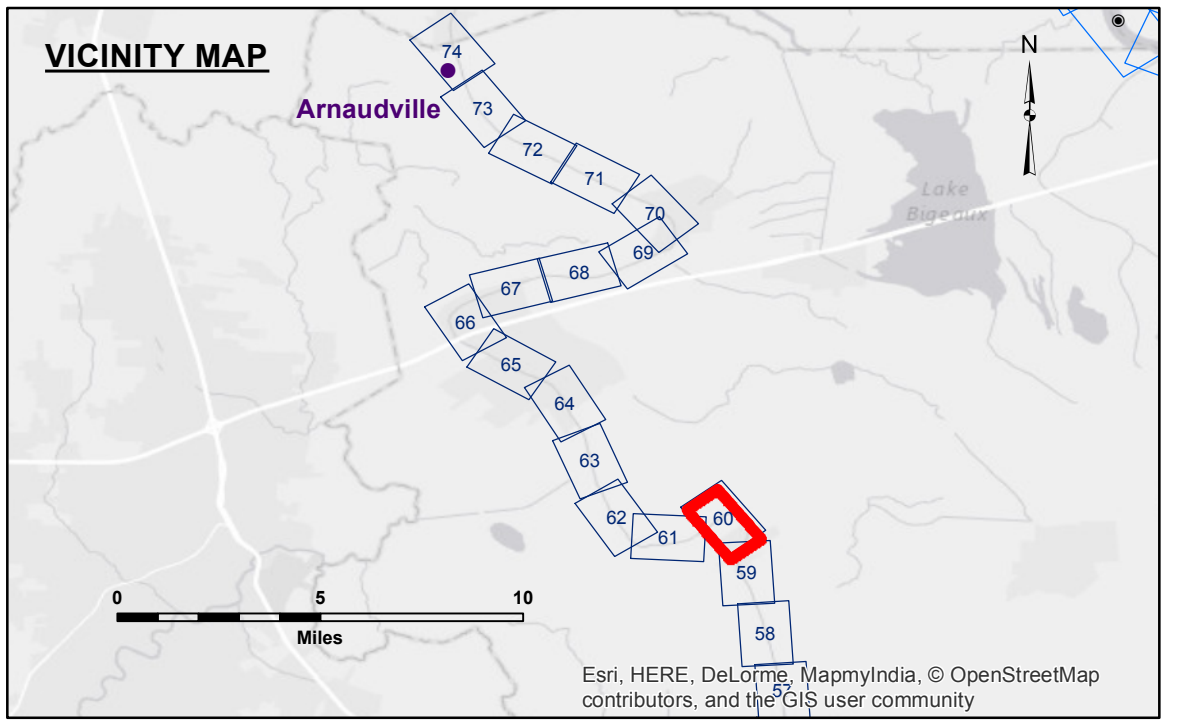 VICINITY MAP
N
74
Arnaudville
73
72
71
70
Lake
Bigeaux
69
68
67
66
65
64
63
62
61
60
59
58
57
0 5 10
Miles
Esri, HERE, DeLorme, MapmyIndia, © OpenStreetMap
contributors, and the GIS user community